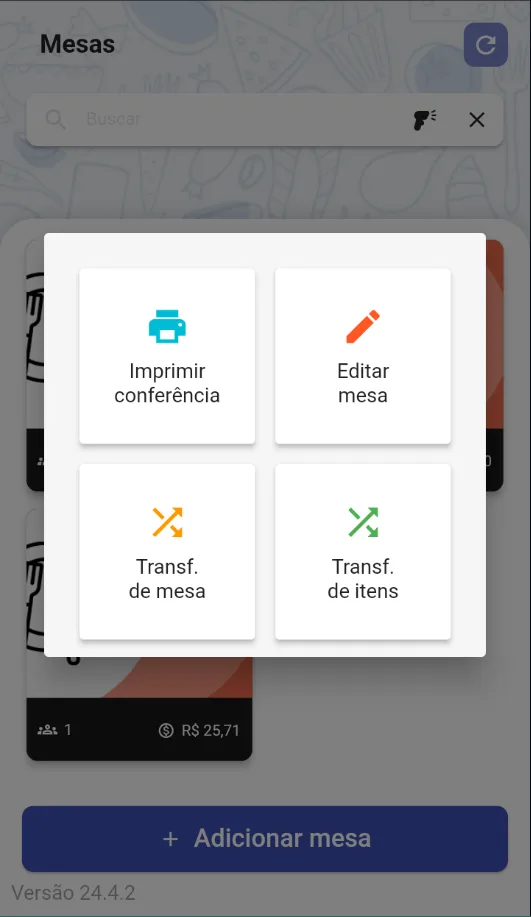 Mesas
Buscar
Imprimir
conferência
Editar
mesa
Transf.
de mesa
Transf.
de itens
1
R$ 25,71
+ Adicionar mesa
Versão 24.4.2